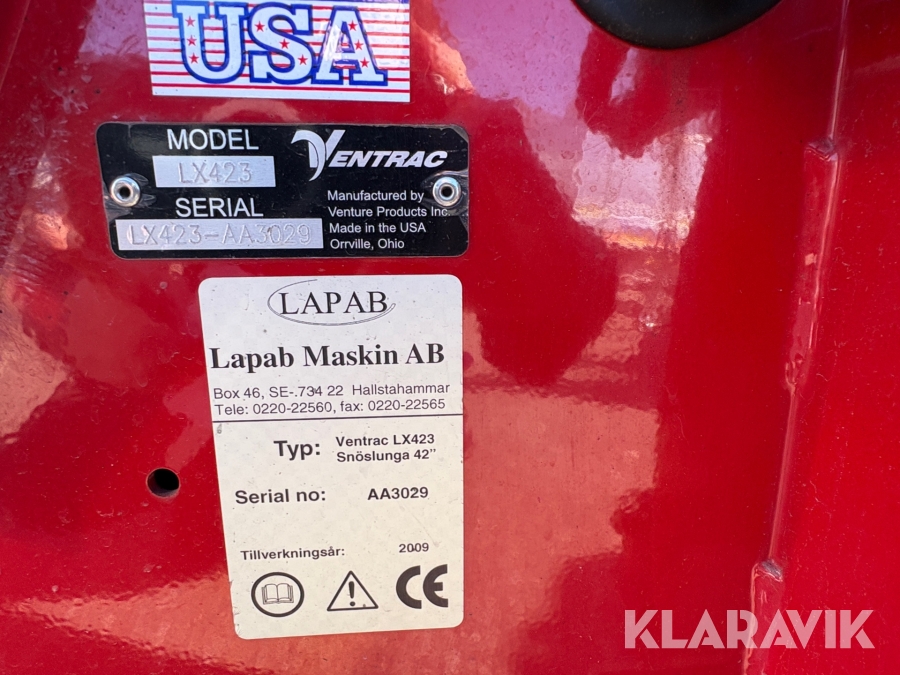 USA
MODEL
LX423
VENTRAC
SERIAL
LX423-AA3029
Manufactured by
Venture Products Inc.
Made in the USA
Orrville, Ohio
LAPAB
Lapab Maskin AB
Box 46, SE-.734 22 Hallstahammar
Tele: 0220-22560, fax: 0220-22565
Typ: Ventrac LX423
Snöslunga 42”
Serial no: AA3029
Tillverkningsår: 2009
CE
KLARAVIK